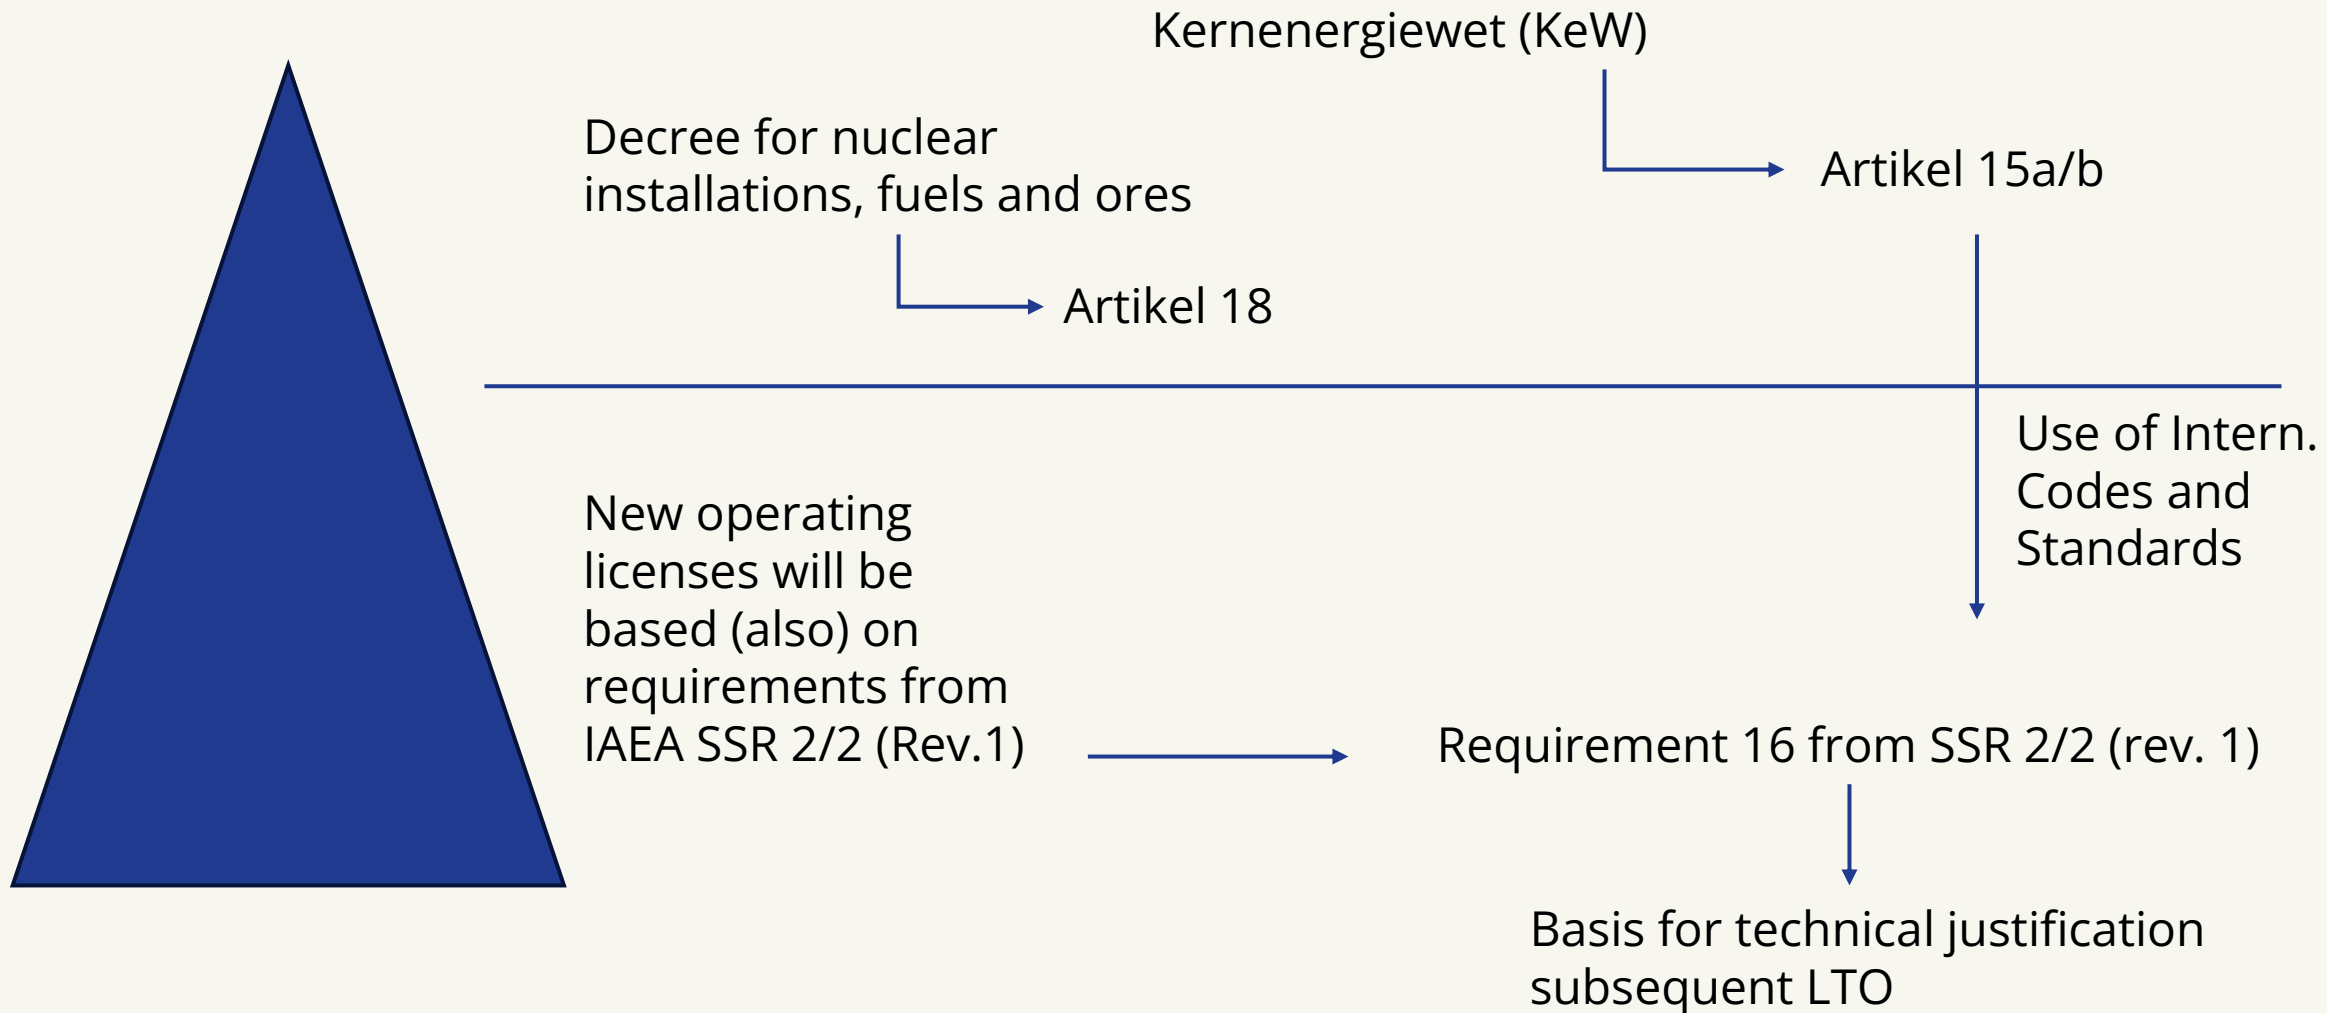 Kernenergiewet (KeW)
Decree for nuclear
installations, fuels and ores
Artikel 15a/b
Artikel 18
Use of Intern.
Codes and
Standards
New operating
licenses will be
based (also) on
requirements from
IAEA SSR 2/2 (Rev.1)
Requirement 16 from SSR 2/2 (rev. 1)
Basis for technical justification
subsequent LTO